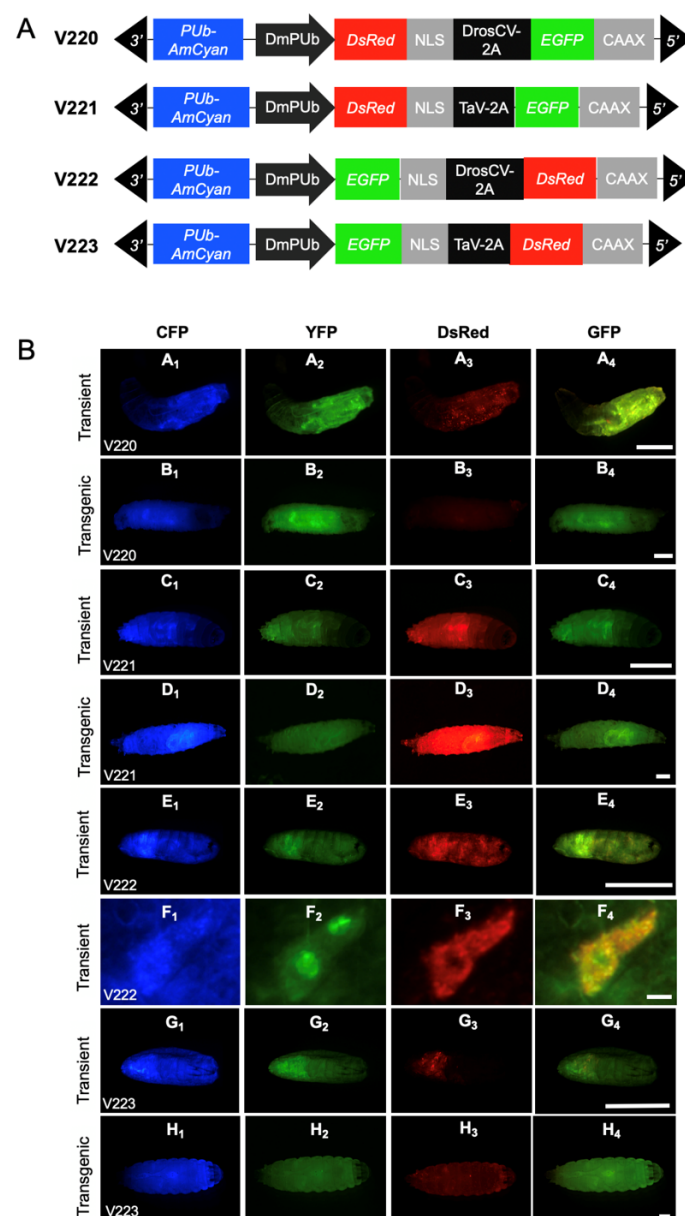 A
V220 3’ PUb-AmCyan DmPUb DsRed NLS DrosCV-2A EGFP CAAX 5’
V221 3’ PUb-AmCyan DmPUb DsRed NLS TaV-2A EGFP CAAX 5’
V222 3’ PUb-AmCyan DmPUb EGFP NLS DrosCV-2A DsRed CAAX 5’
V223 3’ PUb-AmCyan DmPUb EGFP NLS TaV-2A DsRed CAAX 5’
B
CFP YFP DsRed GFP
Transient V220 A1 A2 A3 A4
Transgenic V220 B1 B2 B3 B4
Transient V221 C1 C2 C3 C4
Transgenic V221 D1 D2 D3 D4
Transient V222 E1 E2 E3 E4
Transient V222 F1 F2 F3 F4
Transient V223 G1 G2 G3 G4
Transgenic V223 H1 H2 H3 H4